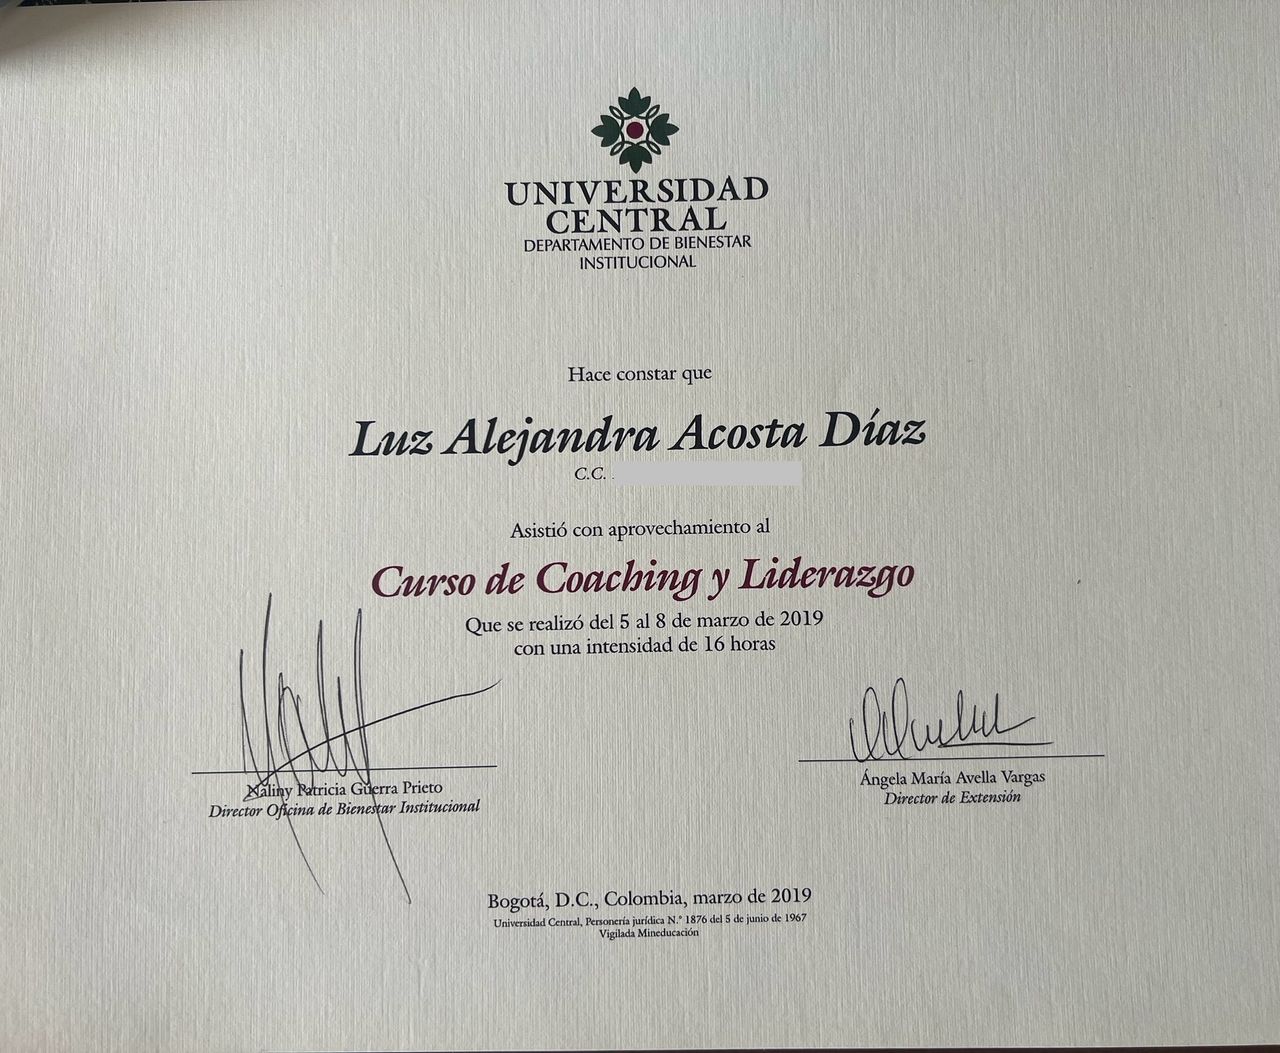 UNIVERSIDAD
CENTRAL
DEPARTAMENTO DE BIENESTAR
INSTITUCIONAL
Hace constar que
Luz Alejandra Acosta Díaz
C.C.
Asistió con aprovechamiento al
Curso de Coaching y Liderazgo
Que se realizó del 5 al 8 de marzo de 2019
con una intensidad de 16 horas
Náliny Patricia Guerra Prieto
Director Oficina de Bienestar Institucional
Ángela María Avella Vargas
Director de Extensión
Bogotá, D.C., Colombia, marzo de 2019
Universidad Central, Personería jurídica N.° 1876 del 5 de junio de 1967
Vigilada Mineducación